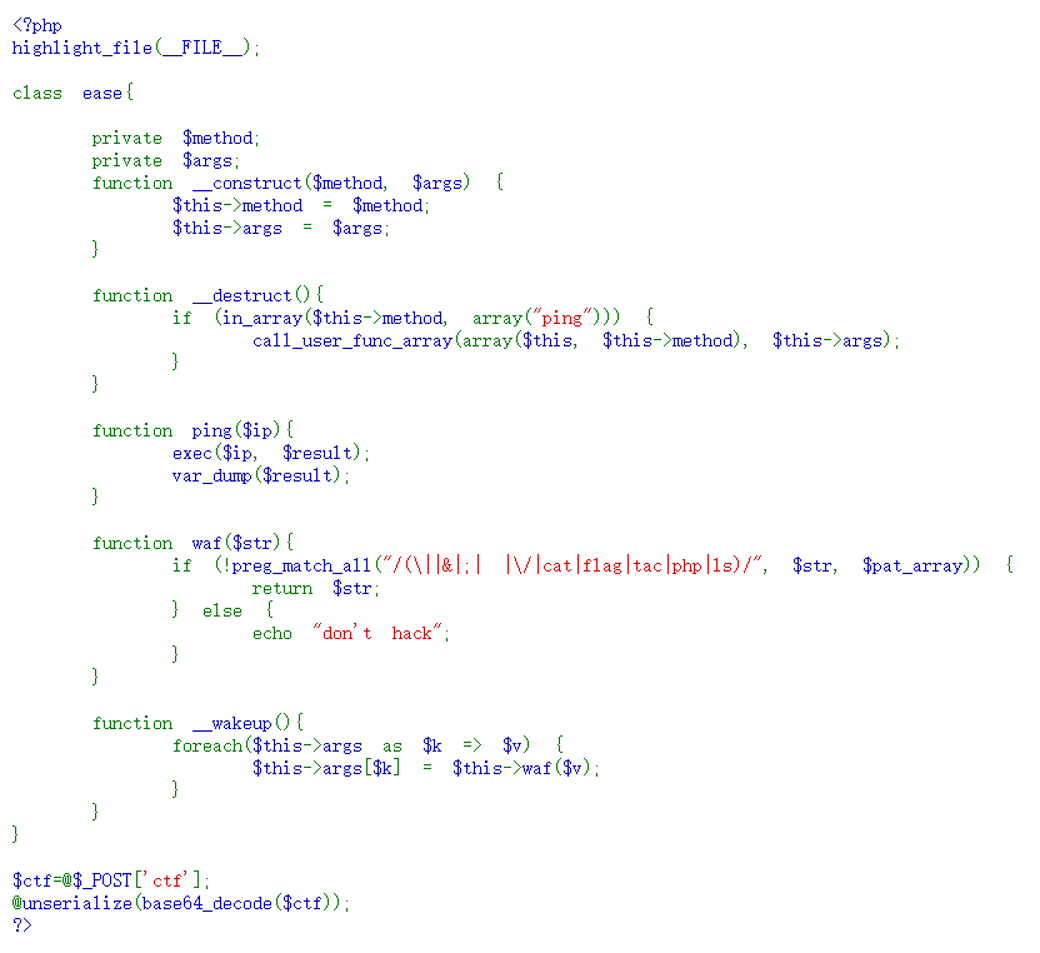 <?php
highlight_file(__FILE__);
class ease{
private $method;
private $args;
function __construct($method, $args) {
$this->method = $method;
$this->args = $args;
}
function __destruct(){
if (in_array($this->method, array("ping"))) {
call_user_func_array(array($this, $this->method), $this->args);
}
}
function ping($ip){
exec($ip, $result);
var_dump($result);
}
function waf($str){
if (!preg_match_all("/(\||&|;| |\/|cat|flag|tac|php|ls)/", $str, $pat_array)) {
return $str;
} else {
echo "don't hack";
}
}
function __wakeup(){
foreach($this->args as $k => $v) {
$this->args[$k] = $this->waf($v);
}
}
}
$ctf=@$_POST['ctf'];
@unserialize(base64_decode($ctf));
?>